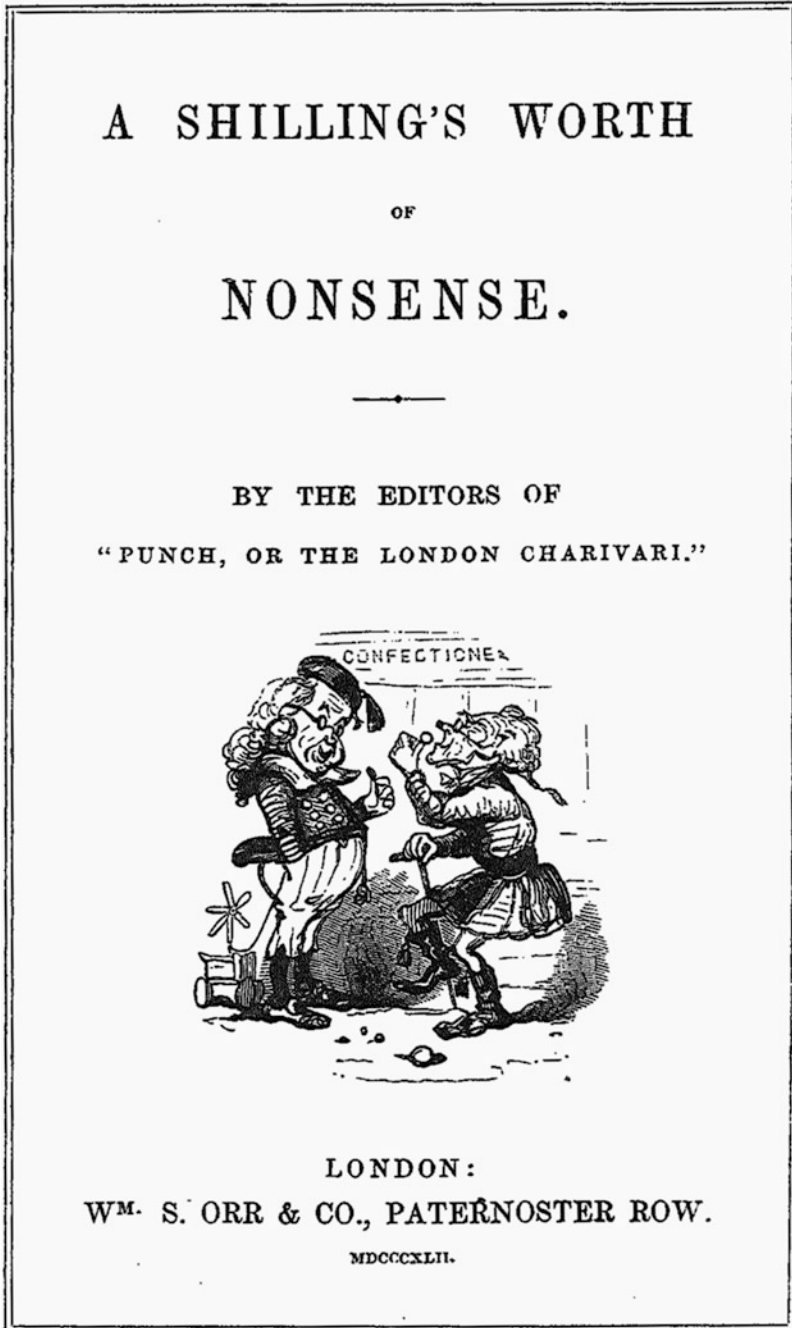 A SHILLING'S WORTH
OF
NONSENSE.
BY THE EDITORS OF
“PUNCH, OR THE LONDON CHARIVARI.”
CONFECTIONER
LONDON:
WM. S. ORR & CO., PATERNOSTER ROW.
MDCCCXLII.